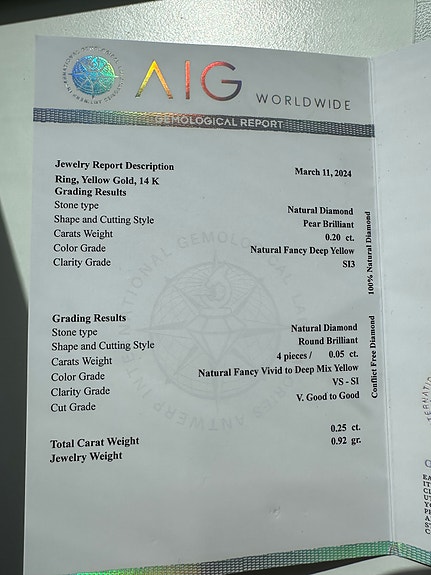 AIG WORLDWIDE
GEMOLOGICAL REPORT
Jewelry Report Description March 11, 2024
Ring, Yellow Gold, 14 K
Grading Results
Stone type Natural Diamond
Shape and Cutting Style Pear Brilliant
Carats Weight 0.20 ct.
Color Grade Natural Fancy Deep Yellow
Clarity Grade SI3
100% Natural Diamond
Grading Results
Stone type Natural Diamond
Shape and Cutting Style Round Brilliant
Carats Weight 4 pieces / 0.05 ct.
Color Grade Natural Fancy Vivid to Deep Mix Yellow
Clarity Grade VS - SI
Cut Grade V. Good to Good
Conflict Free Diamond
Total Carat Weight 0.25 ct.
Jewelry Weight 0.92 gr.